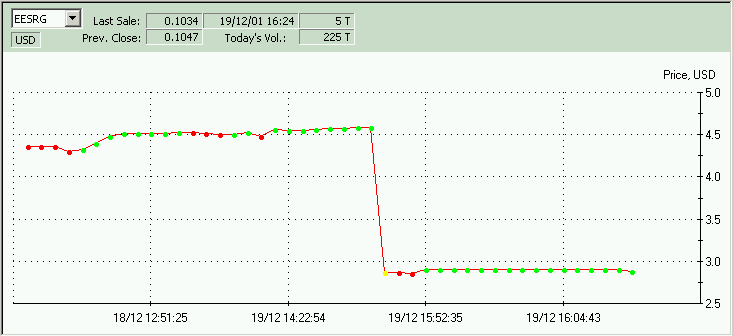 EESRG Last Sale: 0.1034 19/12/01 16:24 5 T
USD Prev. Close: 0.1047 Today's Vol.: 225 T
Price, USD
5.0
4.5
4.0
3.5
3.0
2.5
18/12 12:51:25 19/12 14:22:54 19/12 15:52:35 19/12 16:04:43